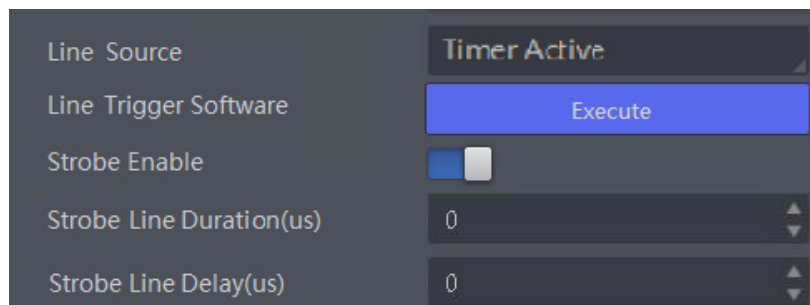 Line Source Timer Active
Line Trigger Software Execute
Strobe Enable
Strobe Line Duration(us) 0
Strobe Line Delay(us) 0